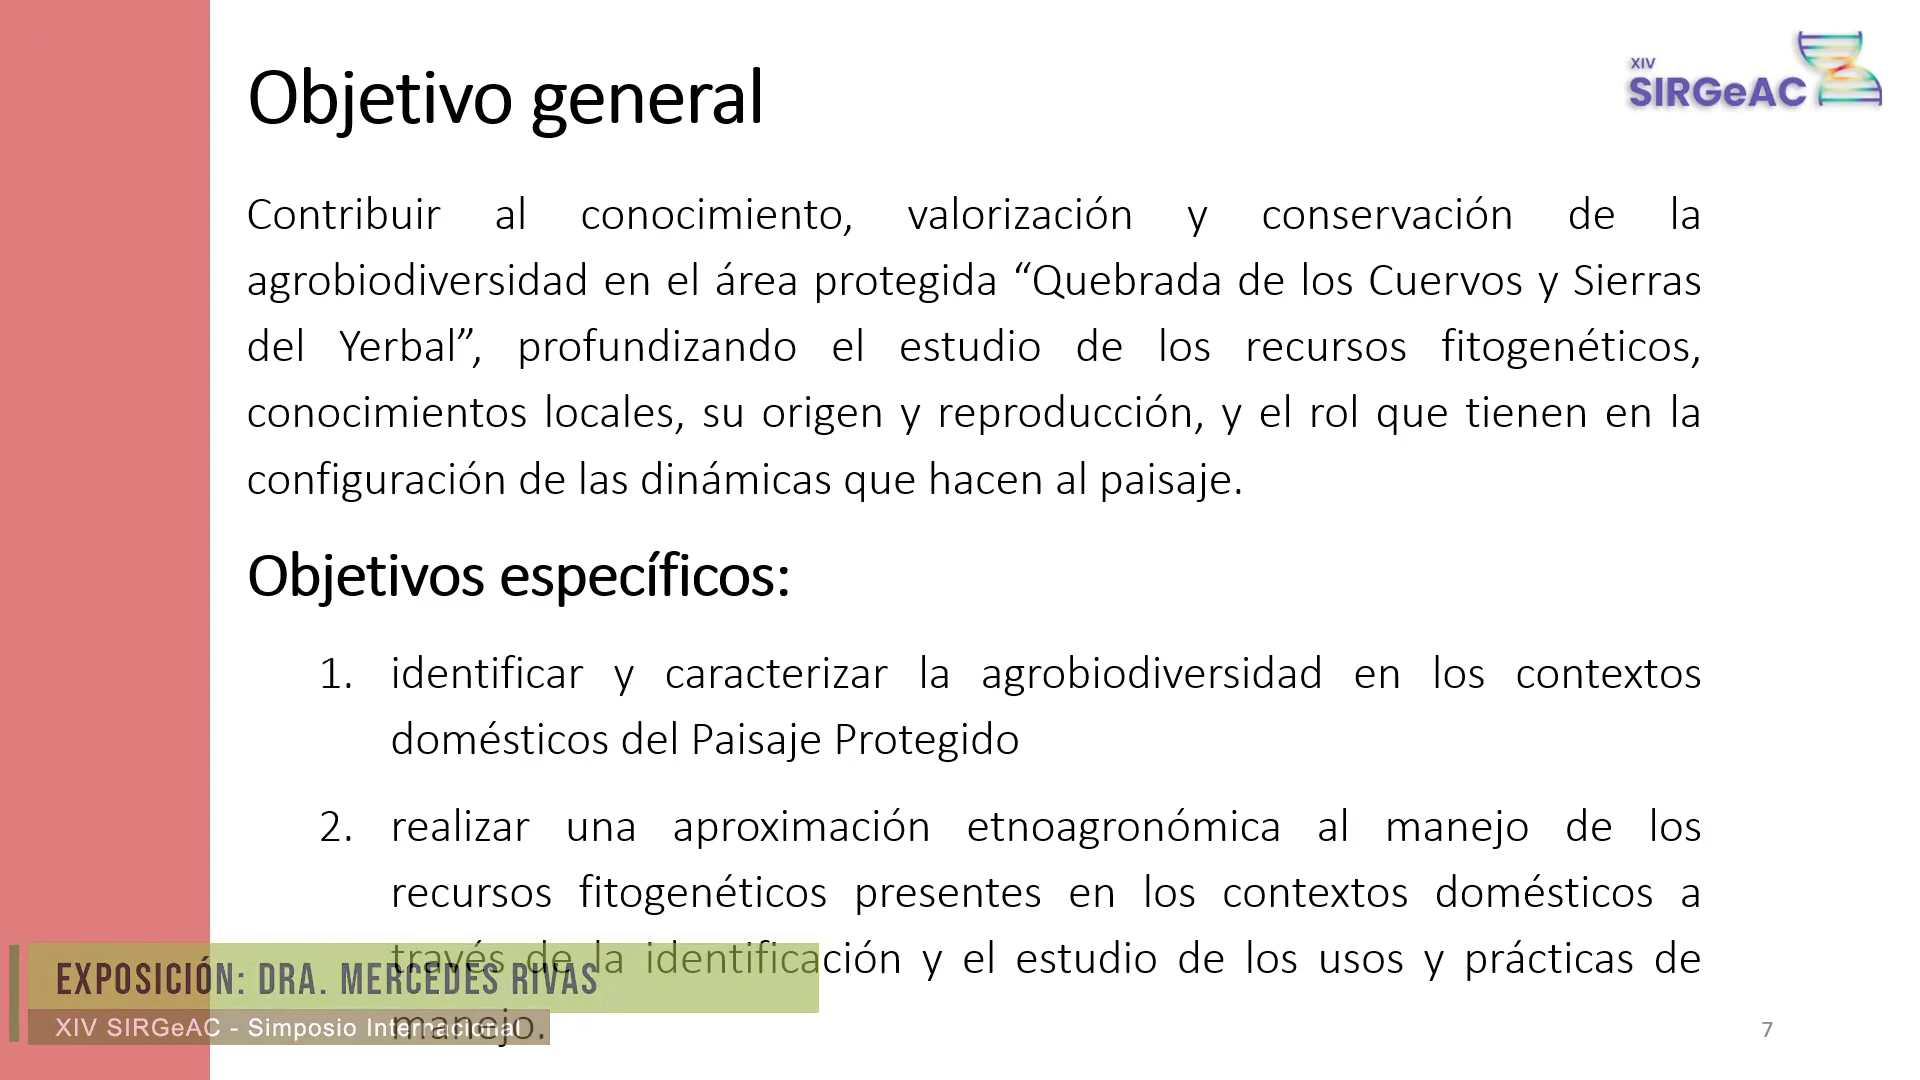 Objetivo general
XIV
SIRGeAC
Contribuir al conocimiento, valorización y conservación de la
agrobiodiversidad en el área protegida “Quebrada de los Cuervos y Sierras
del Yerbal”, profundizando el estudio de los recursos fitogenéticos,
conocimientos locales, su origen y reproducción, y el rol que tienen en la
configuración de las dinámicas que hacen al paisaje.
Objetivos específicos:
1. identificar y caracterizar la agrobiodiversidad en los contextos
domésticos del Paisaje Protegido
2. realizar una aproximación etnoagronómica al manejo de los
recursos fitogenéticos presentes en los contextos domésticos a
través de la identificación y el estudio de los usos y prácticas de
manejo.
EXPOSICIÓN: DRA. MERCEDES RIVAS
XIV SIRGeAC - Simposio Internacional
7